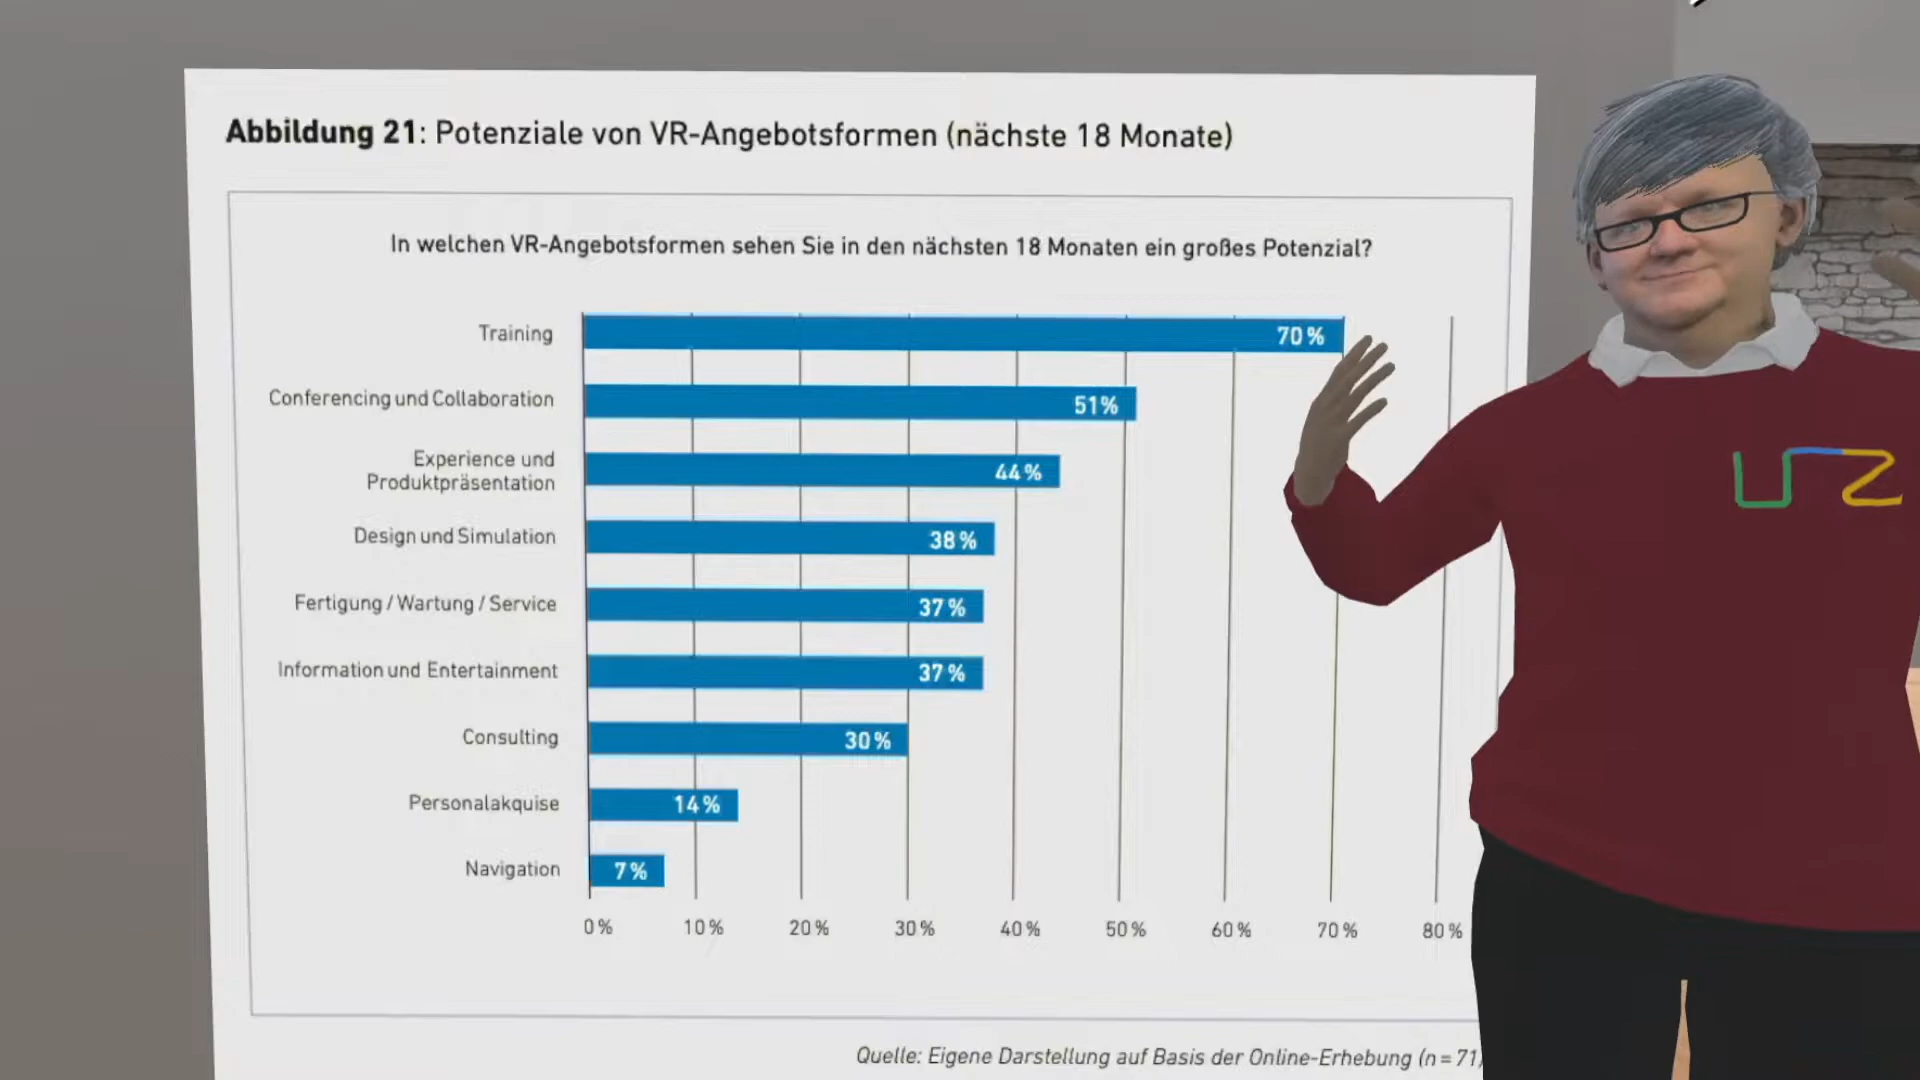 Abbildung 21: Potenziale von VR-Angebotsformen (nächste 18 Monate)
In welchen VR-Angebotsformen sehen Sie in den nächsten 18 Monaten ein großes Potenzial?
Training 70 %
Conferencing und Collaboration 51%
Experience und
Produktpräsentation 44 %
Design und Simulation 38 %
Fertigung / Wartung / Service 37 %
Information und Entertainment 37 %
Consulting 30 %
Personalakquise 14 %
Navigation 7 %
0 % 10 % 20 % 30 % 40 % 50 % 60 % 70 % 80 %
Quelle: Eigene Darstellung auf Basis der Online-Erhebung (n = 71)